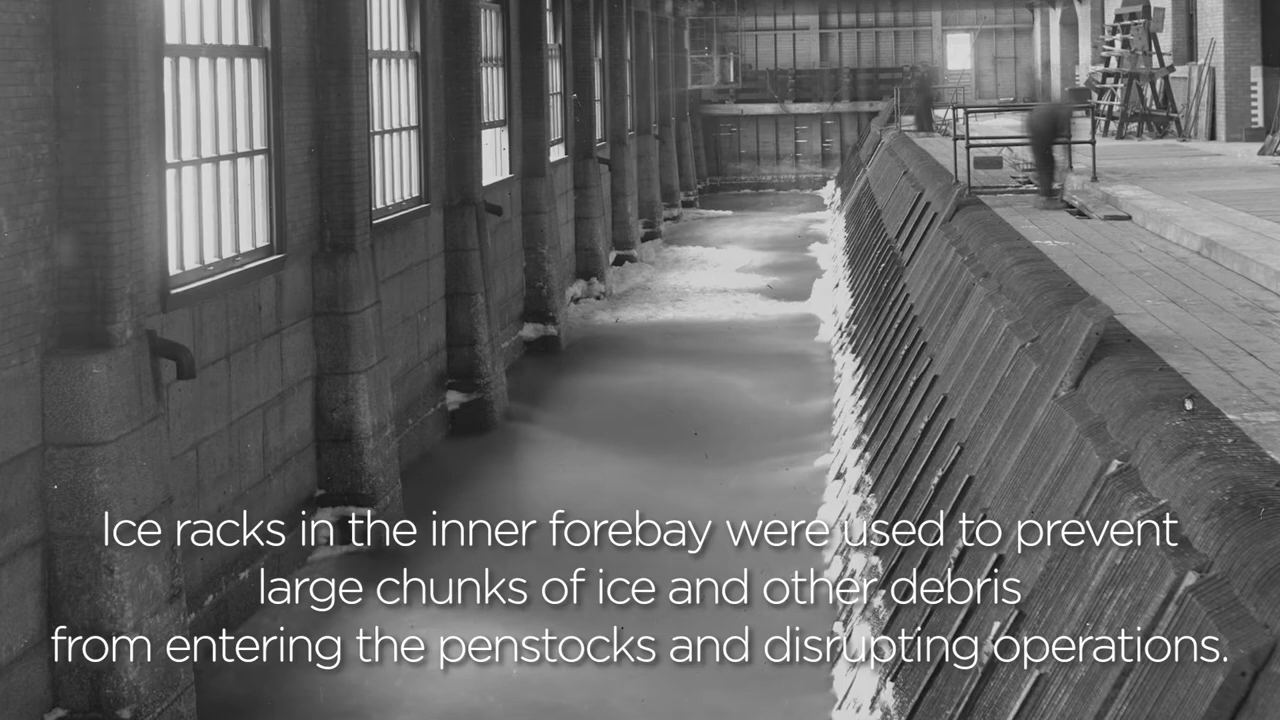 Ice racks in the inner forebay were used to prevent
large chunks of ice and other debris
from entering the penstocks and disrupting operations.